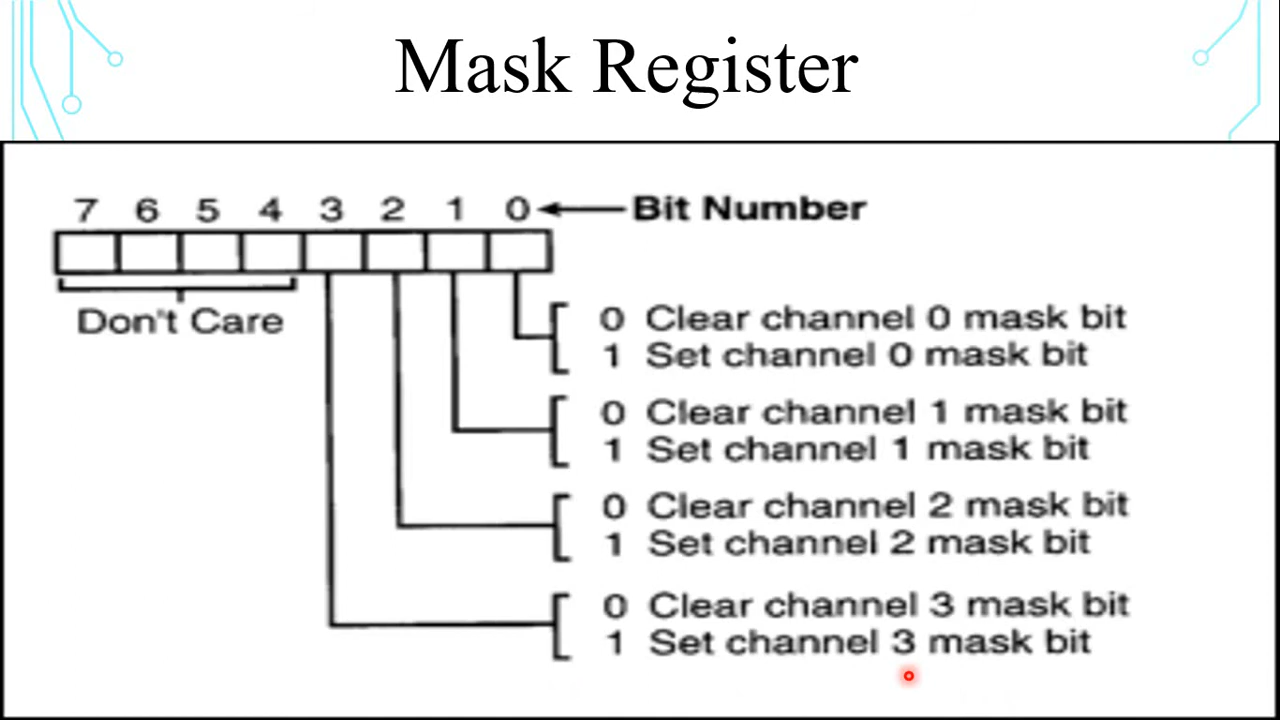 Mask Register
7 6 5 4 3 2 1 0 Bit Number
Don't Care
0 Clear channel 0 mask bit
1 Set channel 0 mask bit
0 Clear channel 1 mask bit
1 Set channel 1 mask bit
0 Clear channel 2 mask bit
1 Set channel 2 mask bit
0 Clear channel 3 mask bit
1 Set channel 3 mask bit